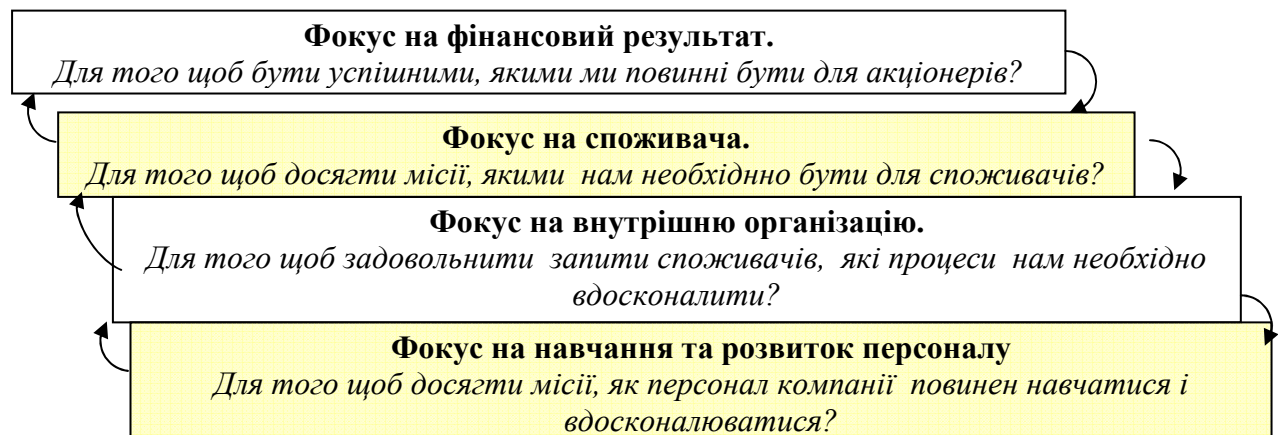 Фокус на фінансовий результат.
Для того щоб бути успішними, якими ми повинні бути для акціонерів?
Фокус на споживача.
Для того щоб досягти місії, якими нам необхіднно бути для споживачів?
Фокус на внутрішню організацію.
Для того щоб задовольнити запити споживачів, які процеси нам необхідно
вдосконалити?
Фокус на навчання та розвиток персоналу
Для того щоб досягти місії, як персонал компанії повинен навчатися і
вдосконалюватися?